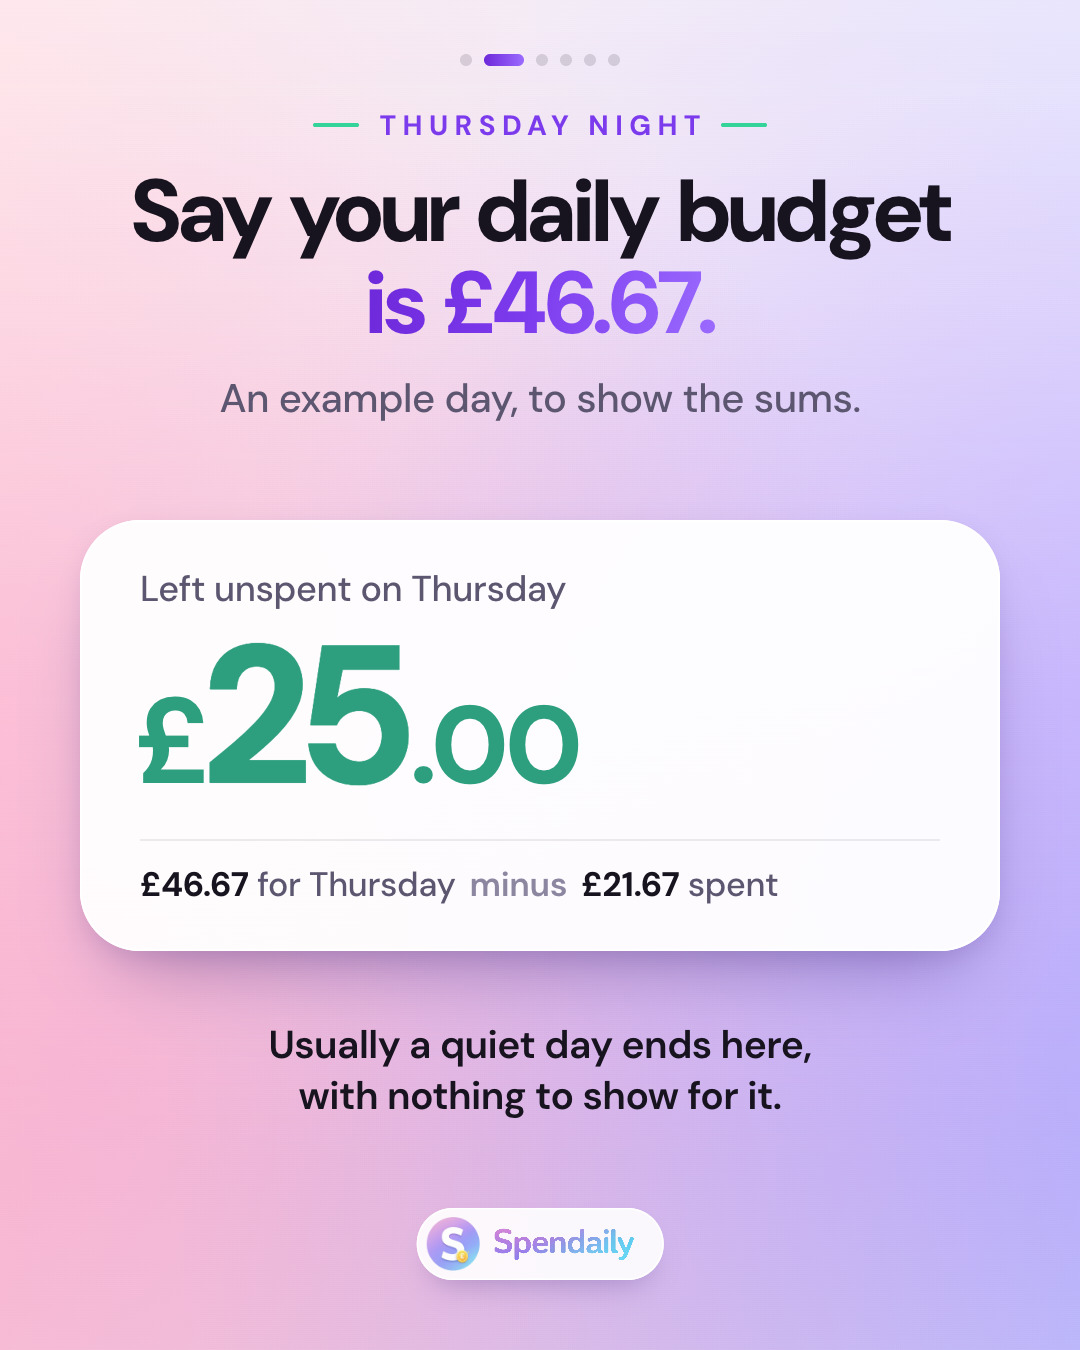 THURSDAY NIGHT
Say your daily budget
is £46.67.
An example day, to show the sums.
Left unspent on Thursday
£25.00
£46.67 for Thursday minus £21.67 spent
Usually a quiet day ends here,
with nothing to show for it.
S Spendaily